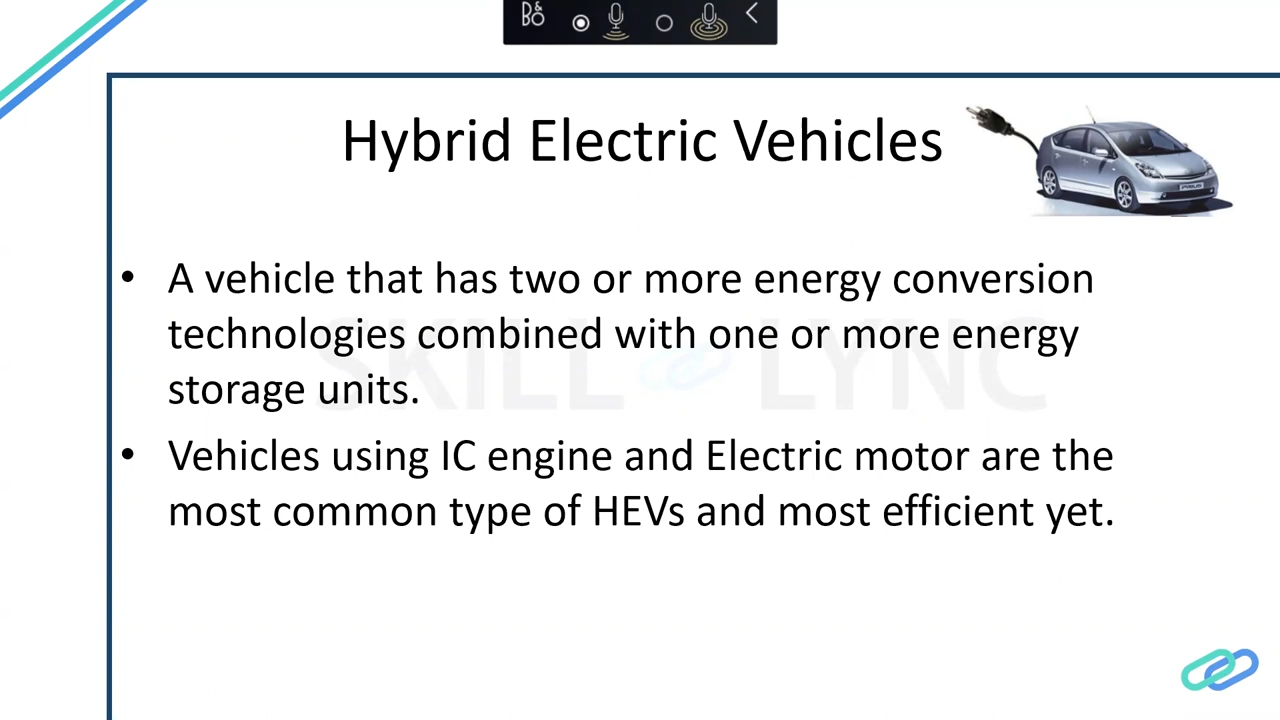 B&O
Hybrid Electric Vehicles
PRIUS
• A vehicle that has two or more energy conversion
technologies combined with one or more energy
storage units.
SKILL LYNC
• Vehicles using IC engine and Electric motor are the
most common type of HEVs and most efficient yet.